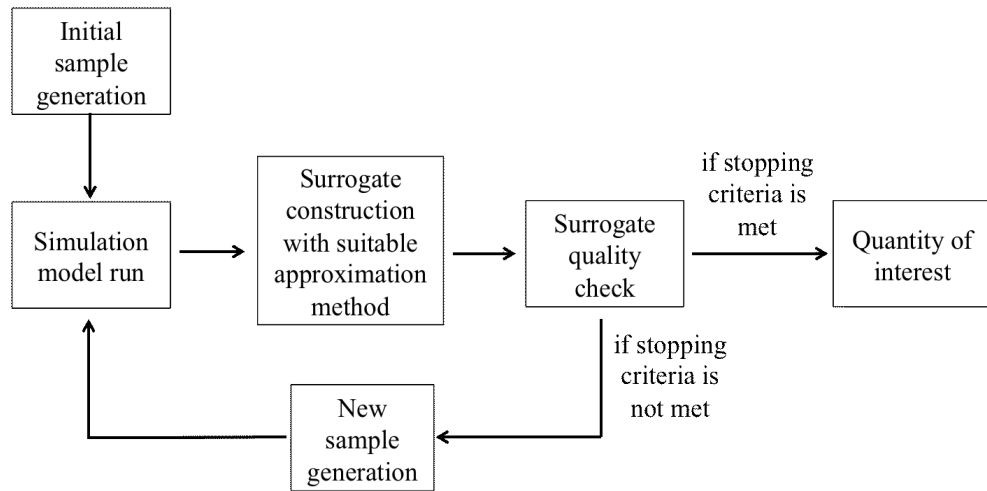 Initial
sample
generation
Simulation
model run
Surrogate
construction
with suitable
approximation
method
Surrogate
quality
check
if stopping
criteria is
met
Quantity of
interest
if stopping
criteria is
not met
New
sample
generation